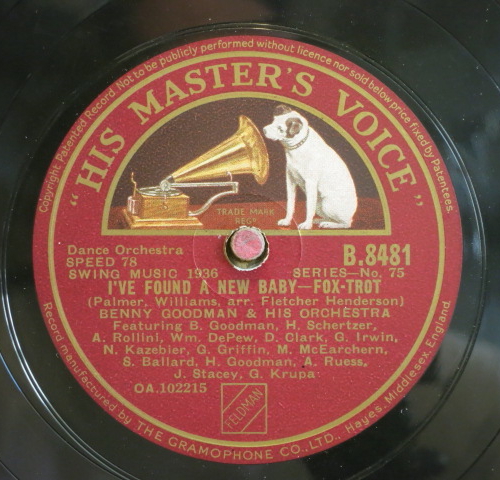 Copyright Patented Record. Not to be publicly performed without licence nor sold below price fixed by Patentees.
"HIS MASTER'S VOICE"
TRADE MARK
REGD
Dance Orchestra
B.8481
SPEED 78
SWING MUSIC 1936 SERIES—No. 75
I'VE FOUND A NEW BABY—FOX-TROT
(Palmer, Williams, arr. Fletcher Henderson)
BENNY GOODMAN & HIS ORCHESTRA
Featuring B. Goodman, H. Schertzer,
A. Rollini, Wm. DePew, D. Clark, G. Irwin,
N. Kazebier, G. Griffin, M. McEarchern,
S. Ballard, H. Goodman, A. Ruess,
J. Stacey, G. Krupa
OA.102215
FELDMAN
Record manufactured by THE GRAMOPHONE CO., LTD., Hayes, Middlesex England.